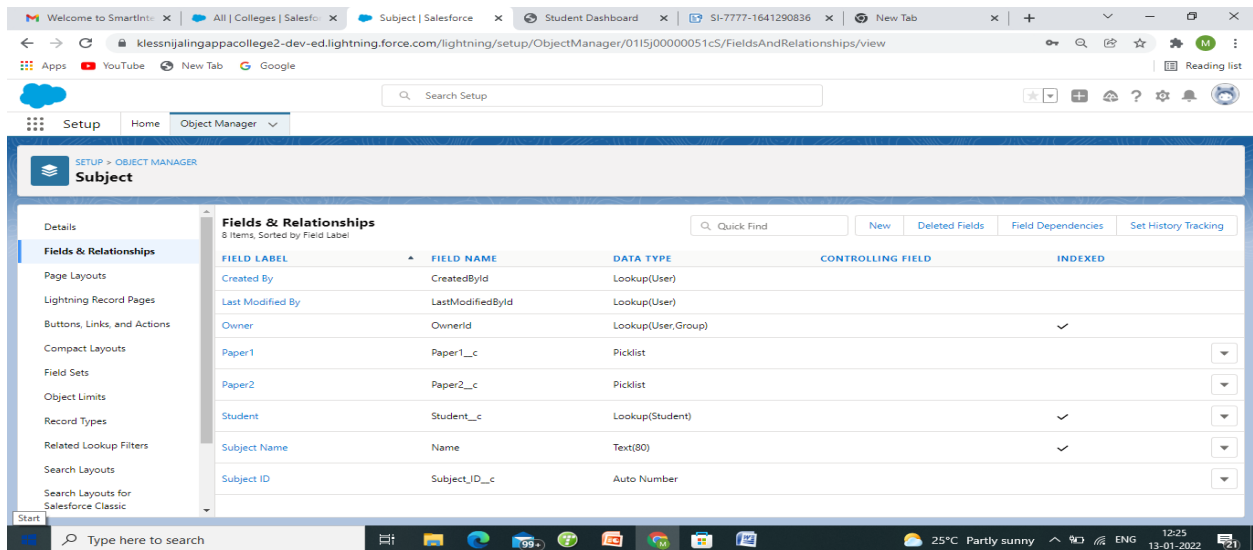 Welcome to SmartInte
All | Colleges | Salesfo
Subject | Salesforce
Student Dashboard
SI-7777-1641290836
New Tab
klessnijalingappacollege2-dev-ed.lightning.force.com/lightning/setup/ObjectManager/01I5j00000051cS/FieldsAndRelationships/view
M
Apps YouTube New Tab G Google Reading list
Search Setup
Setup Home Object Manager
SETUP > OBJECT MANAGER
Subject
Details
Fields & Relationships
Page Layouts
Lightning Record Pages
Buttons, Links, and Actions
Compact Layouts
Field Sets
Object Limits
Record Types
Related Lookup Filters
Search Layouts
Search Layouts for
Salesforce Classic
Fields & Relationships
8 Items, Sorted by Field Label
Quick Find New Deleted Fields Field Dependencies Set History Tracking
FIELD LABEL FIELD NAME DATA TYPE CONTROLLING FIELD INDEXED
Created By CreatedById Lookup(User)
Last Modified By LastModifiedById Lookup(User)
Owner OwnerId Lookup(User,Group)
Paper1 Paper1__c Picklist
Paper2 Paper2__c Picklist
Student Student__c Lookup(Student)
Subject Name Name Text(80)
Subject ID Subject_ID__c Auto Number
Start
Type here to search 99+ 25°C Partly sunny ENG 12:25
13-01-2022 21